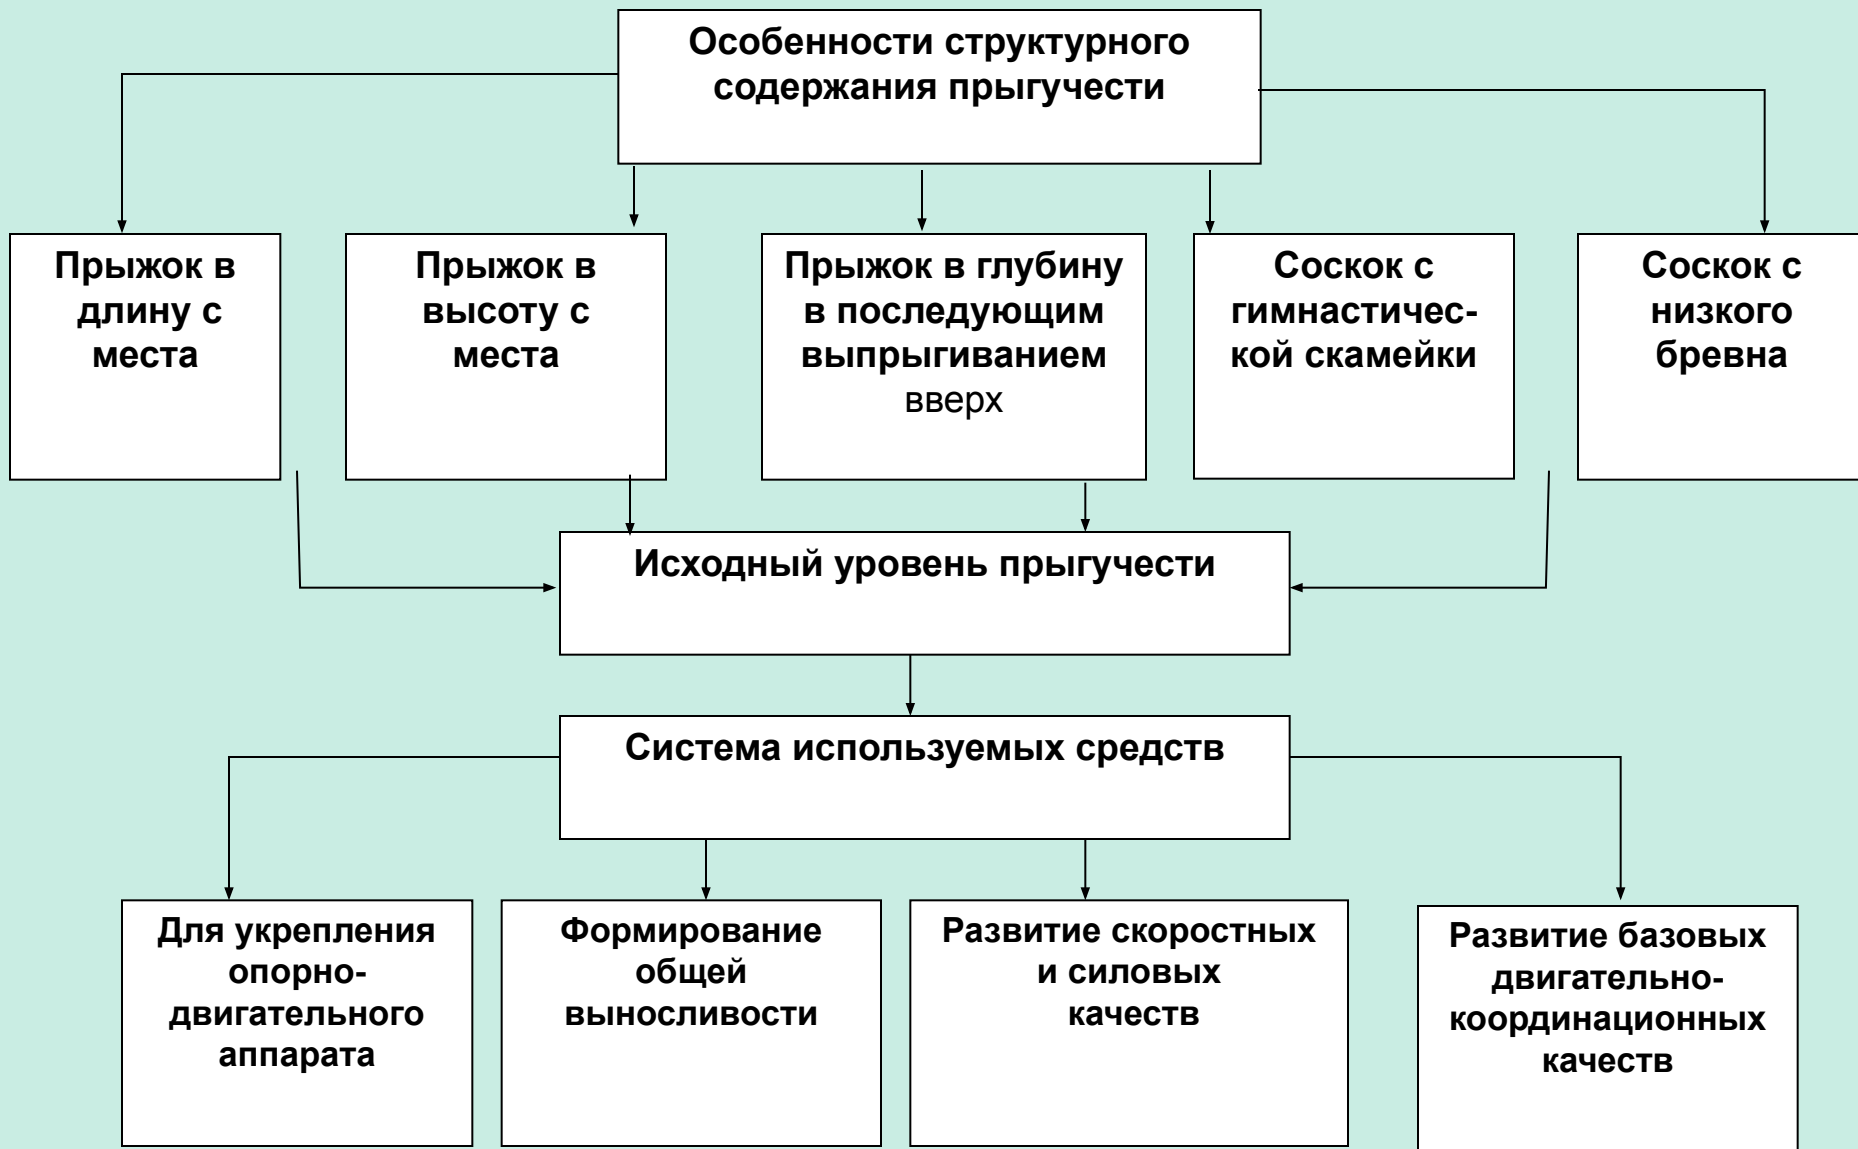 Особенности структурного
содержания прыгучести
Прыжок в
длину с
места
Прыжок в
высоту с
места
Прыжок в глубину
в последующим
выпрыгиванием
вверх
Соскок с
гимнастичес-
кой скамейки
Соскок с
низкого
бревна
Исходный уровень прыгучести
Система используемых средств
Для укрепления
опорно-
двигательного
аппарата
Формирование
общей
выносливости
Развитие скоростных
и силовых
качеств
Развитие базовых
двигательно-
координационных
качеств